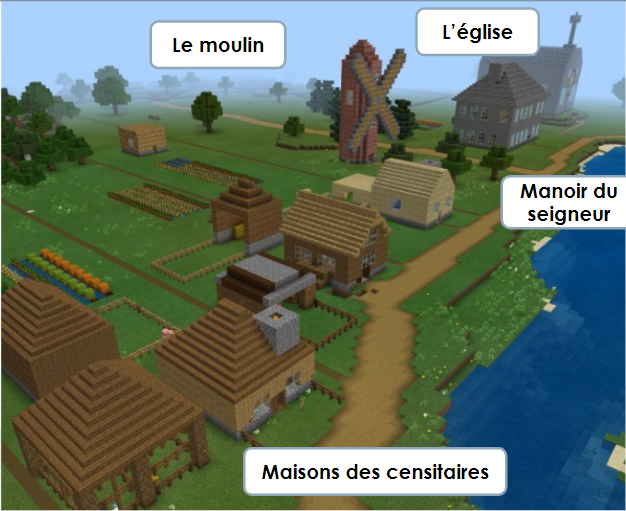 Le moulin
L'église
Manoir du
seigneur
Maisons des censitaires